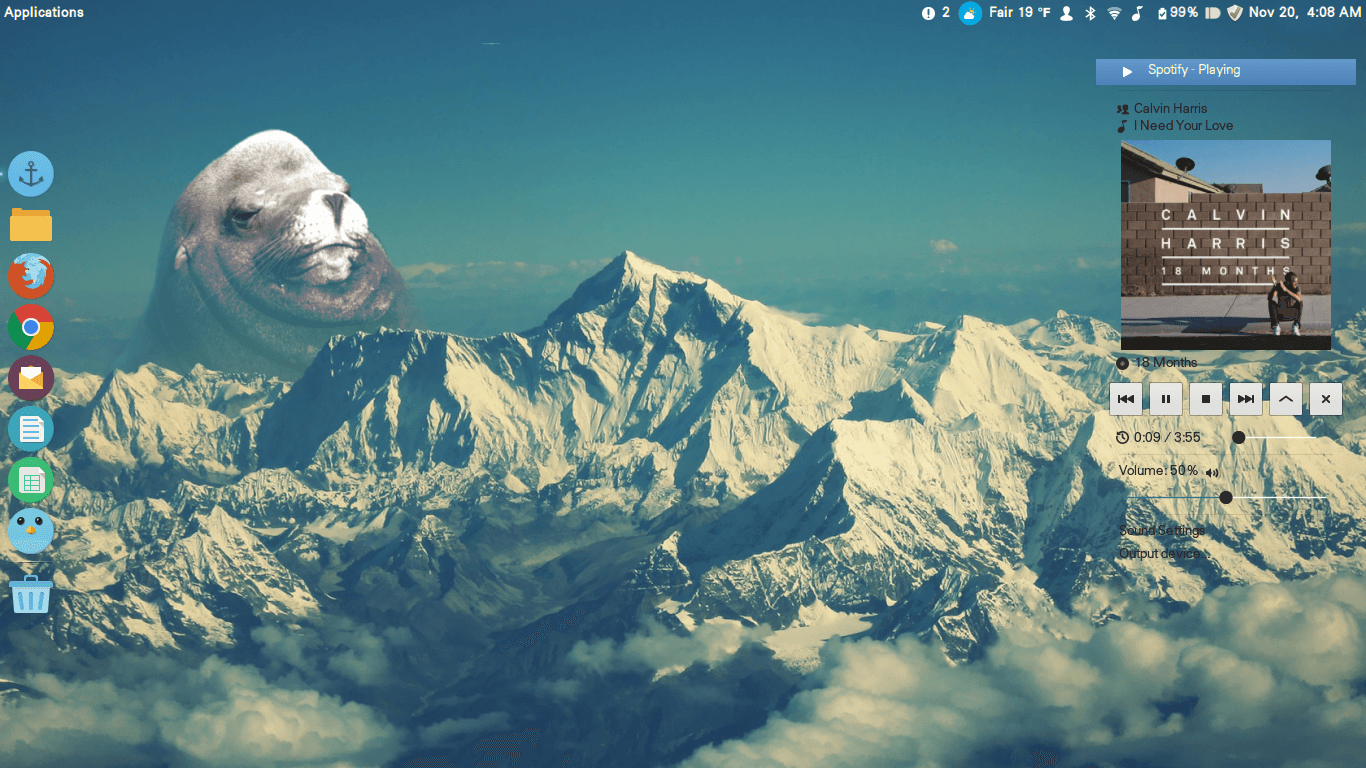 Applications
2 Fair 19 °F 99% Nov 20, 4:08 AM
Spotify - Playing
Calvin Harris
I Need Your Love
CALVIN
HARRIS
18 MONTHS
18 Months
0:09 / 3:55
Volume: 50%
Sound Settings
Output device...